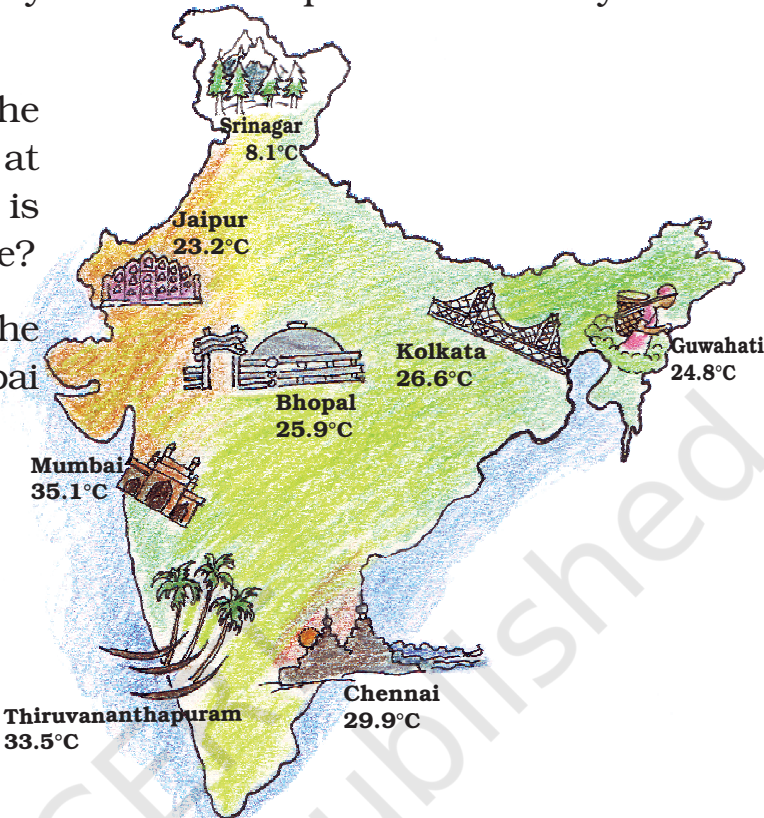 he
at
is
e?
he
bai
Srinagar
8.1°C
Jaipur
23.2°C
Kolkata
26.6°C
Guwahati
24.8°C
Bhopal
25.9°C
Mumbai
35.1°C
Chennai
29.9°C
Thiruvananthapuram
33.5°C